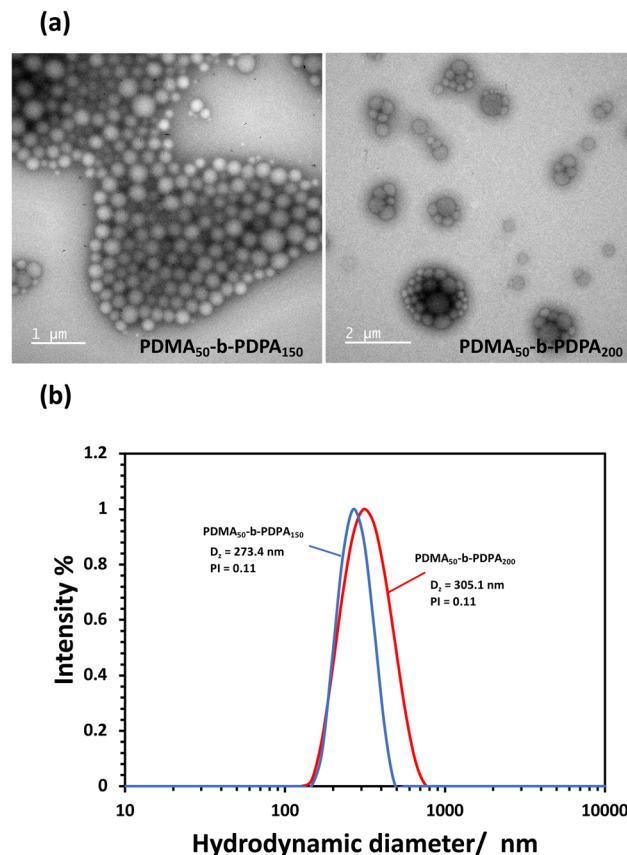 (a)
1 μm
PDMA₅₀-b-PDPA₁₅₀
2 μm
PDMA₅₀-b-PDPA₂₀₀
(b)
Intensity %
1.2
1
0.8
0.6
0.4
0.2
0
PDMA₅₀-b-PDPA₁₅₀
D_z = 273.4 nm
PI = 0.11
PDMA₅₀-b-PDPA₂₀₀
D_z = 305.1 nm
PI = 0.11
10
100
1000
10000
Hydrodynamic diameter/ nm